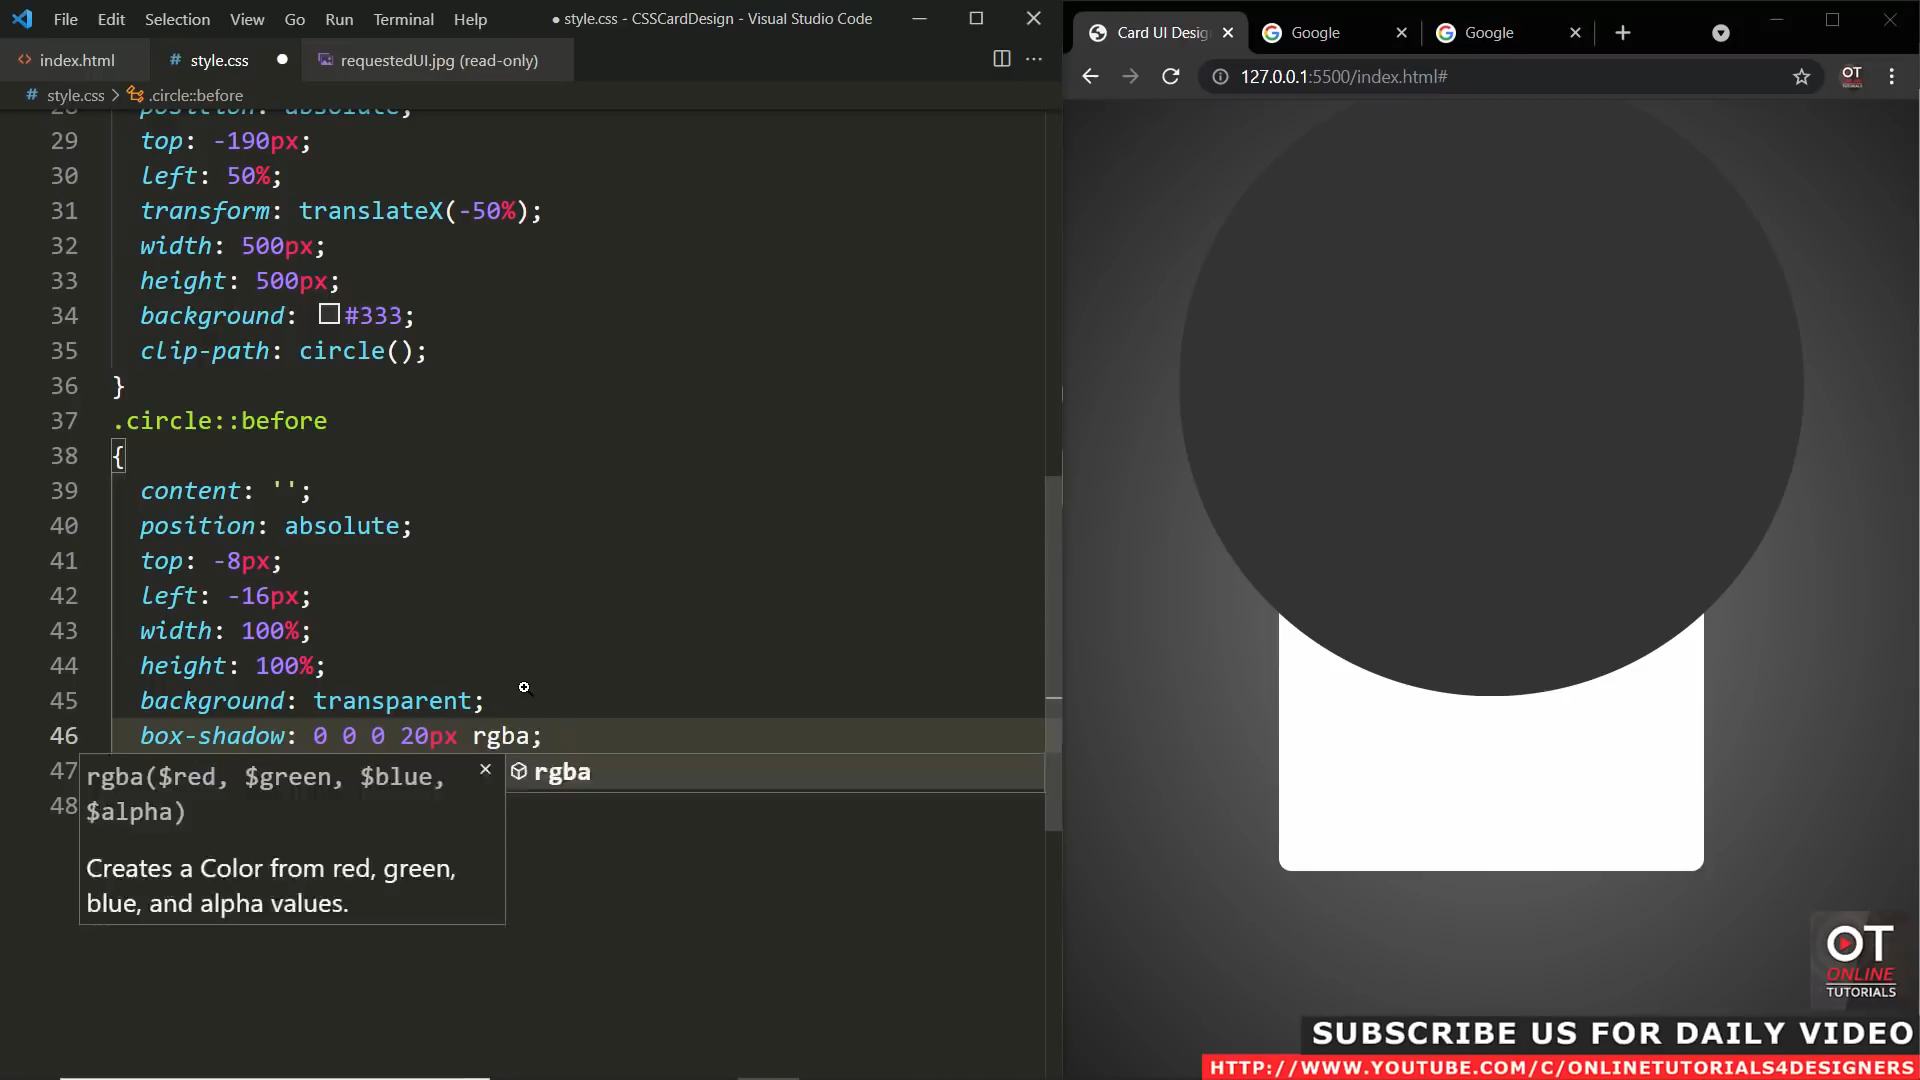 File Edit Selection View Go Run Terminal Help ● style.css - CSSCardDesign - Visual Studio Code
index.html # style.css ● requestedUI.jpg (read-only) ...
# style.css > .circle::before
28 position: absolute;
29 top: -190px;
30 left: 50%;
31 transform: translateX(-50%);
32 width: 500px;
33 height: 500px;
34 background: #333;
35 clip-path: circle();
36 }
37 .circle::before
38 {
39 content: '';
40 position: absolute;
41 top: -8px;
42 left: -16px;
43 width: 100%;
44 height: 100%;
45 background: transparent;
46 box-shadow: 0 0 0 20px rgba;
47
48
rgba($red, $green, $blue,
$alpha)
Creates a Color from red, green,
blue, and alpha values.
rgba
Card UI Desig Google Google
127.0.0.1:5500/index.html#
OT
ONLINE
TUTORIALS
SUBSCRIBE US FOR DAILY VIDEO
HTTP://WWW.YOUTUBE.COM/C/ONLINETUTORIALS4DESIGNERS